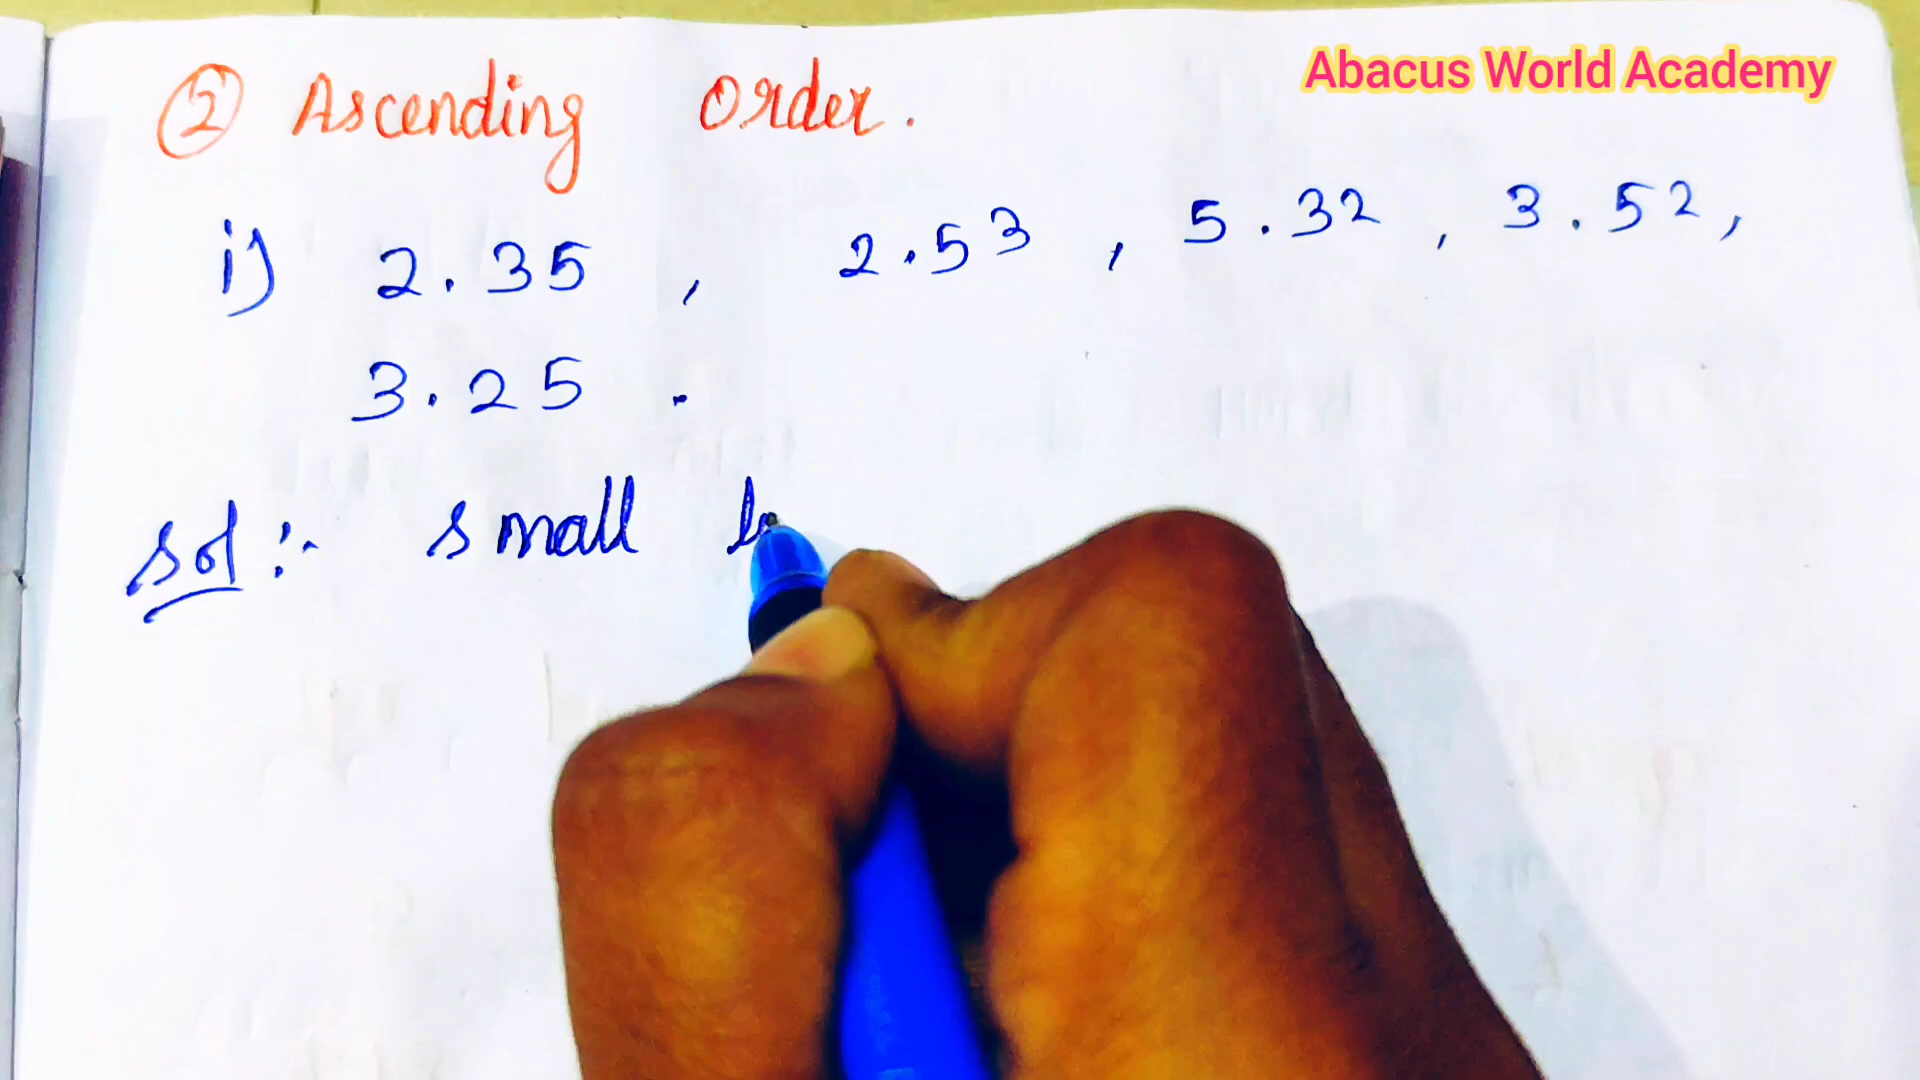 Abacus World Academy
② Ascending Order.
i) 2.35 , 2.53 , 5.32 , 3.52,
3.25 .
Sol :- small